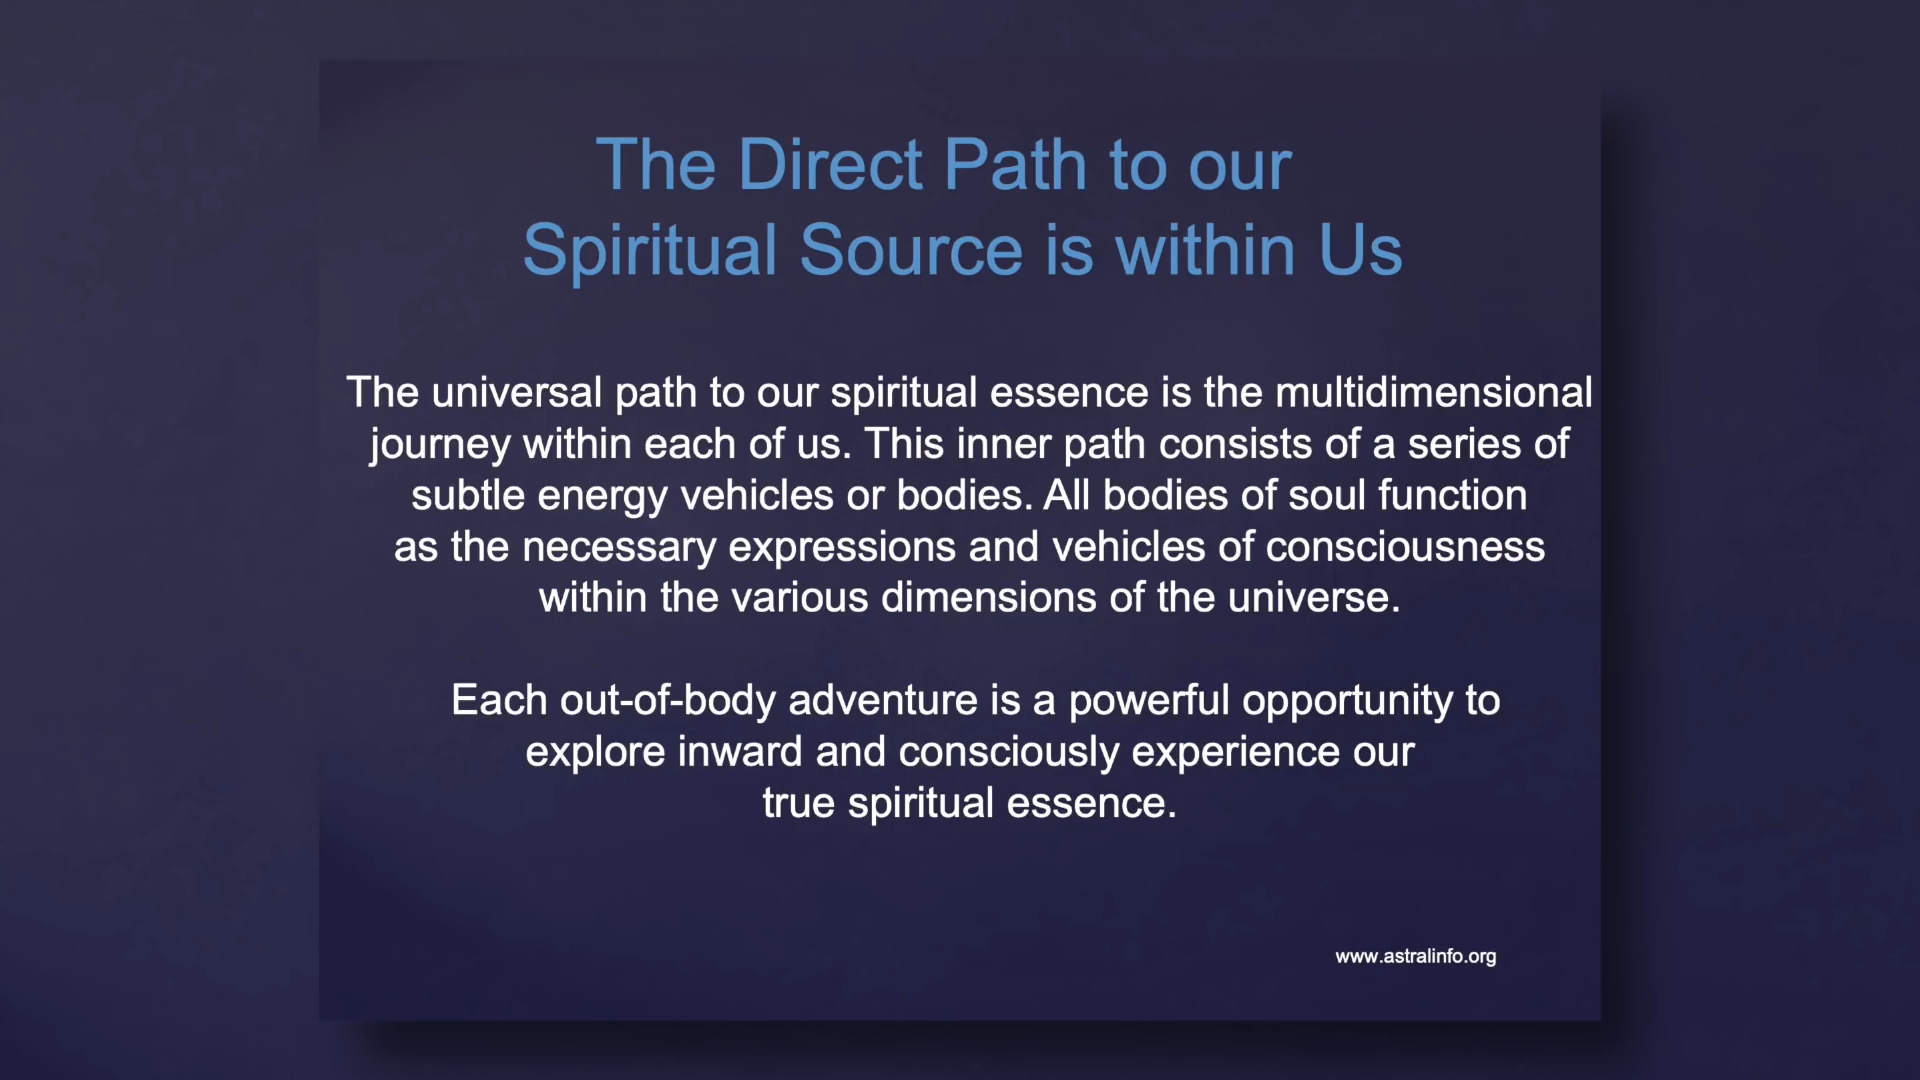 The Direct Path to our
Spiritual Source is within Us
The universal path to our spiritual essence is the multidimensional
journey within each of us. This inner path consists of a series of
subtle energy vehicles or bodies. All bodies of soul function
as the necessary expressions and vehicles of consciousness
within the various dimensions of the universe.
Each out-of-body adventure is a powerful opportunity to
explore inward and consciously experience our
true spiritual essence.
www.astralinfo.org